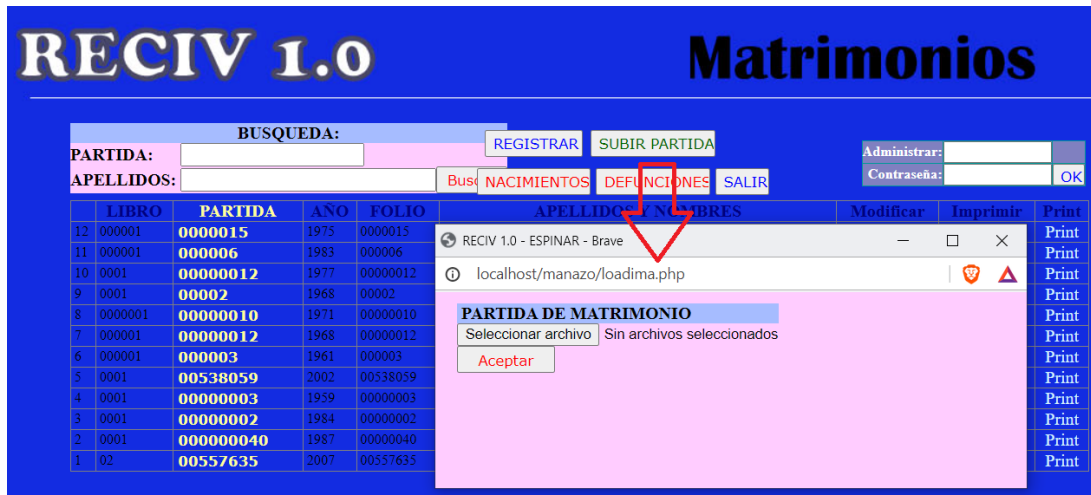 RECIV 1.0
Matrimonios
BUSQUEDA:
PARTIDA:
APELLIDOS:
REGISTRAR SUBIR PARTIDA
NACIMIENTOS DEFUNCIONES SALIR
Administrar:
Contraseña: OK
LIBRO PARTIDA AÑO FOLIO APELLIDOS Y NOMBRES Modificar Imprimir Print
12 000001 0000015 1975 0000015 Print
11 000001 000006 1983 000006 Print
10 0001 00000012 1977 00000012 Print
9 0001 00002 1968 00002 Print
8 0000001 00000010 1971 00000010 Print
7 000001 00000012 1968 00000012 Print
6 000001 000003 1961 000003 Print
5 0001 00538059 2002 00538059 Print
4 0001 00000003 1959 00000003 Print
3 0001 00000002 1984 00000002 Print
2 0001 000000040 1987 00000040 Print
1 02 00557635 2007 00557635 Print
RECIV 1.0 - ESPINAR - Brave
localhost/manazo/loadima.php
PARTIDA DE MATRIMONIO
Seleccionar archivo Sin archivos seleccionados
Aceptar